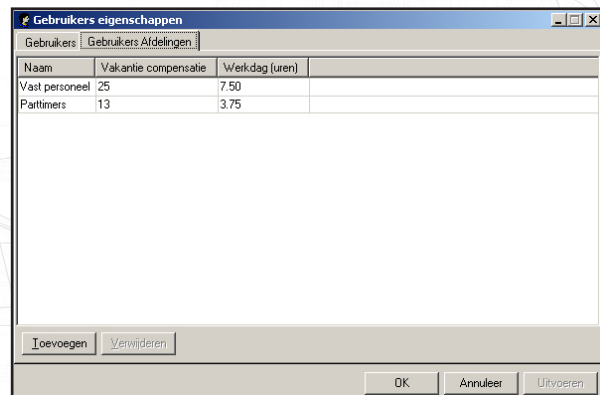 Gebruikers eigenschappen
Gebruikers Gebruikers Afdelingen
Naam Vakantie compensatie Werkdag (uren)
Vast personeel 25 7.50
Parttimers 13 3.75
Toevoegen Verwijderen
OK Annuleer Uitvoeren